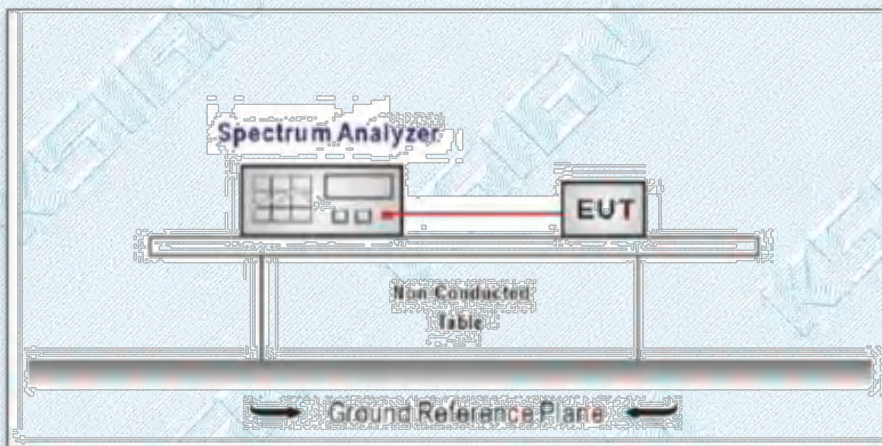 Spectrum Analyzer
EUT
Non-Conducted
Table
Ground Reference Plane